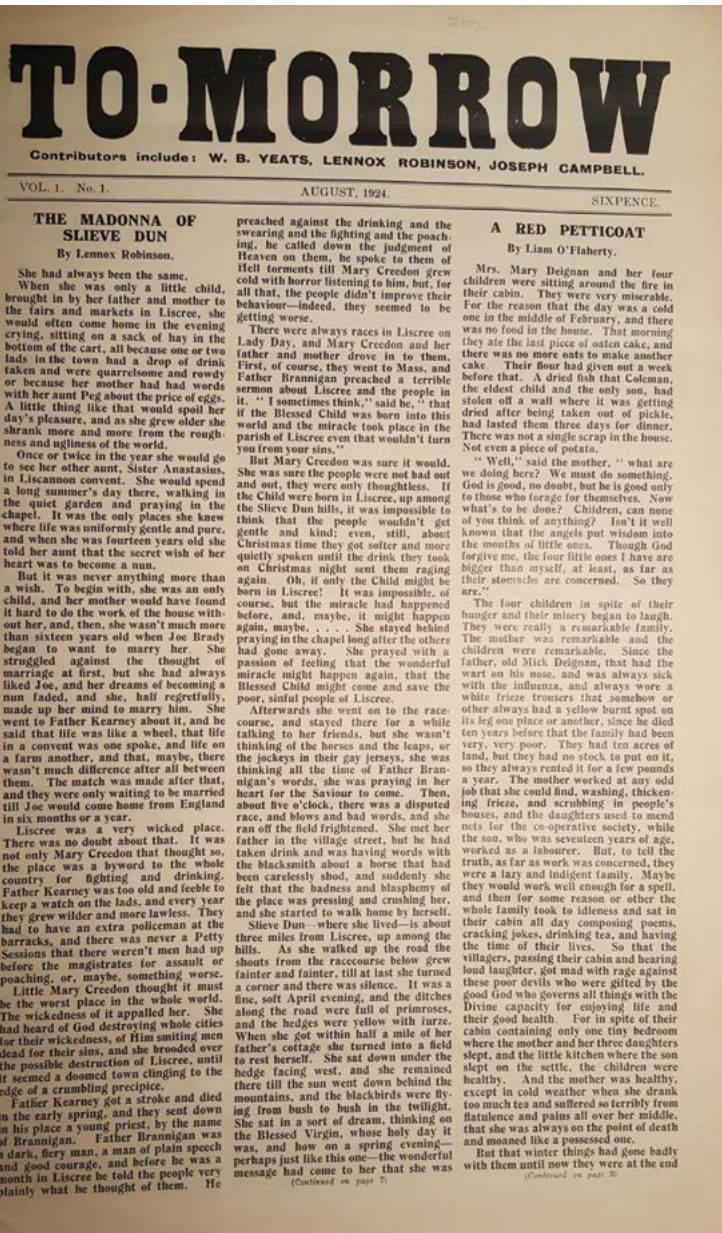 TO·MORROW
Contributors include: W. B. YEATS, LENNOX ROBINSON, JOSEPH CAMPBELL.
VOL. 1. No. 1.
AUGUST, 1924.
SIXPENCE.
THE MADONNA OF
SLIEVE DUN
By Lennox Robinson.
She had always been the same.
When she was only a little child,
brought in by her father and mother to
the fairs and markets in Liscree, she
would often come home in the evening
crying, sitting on a sack of hay in the
bottom of the cart, all because one or two
lads in the town had a drop of drink
taken and were quarrelsome and rowdy
or because her mother had had words
with her aunt Peg about the price of eggs.
A little thing like that would spoil her
day's pleasure, and as she grew older she
shrank more and more from the rough-
ness and ugliness of the world.
Once or twice in the year she would go
to see her other aunt, Sister Anastasius,
in Liscannon convent. She would spend
a long summer's day there, walking in
the quiet garden and praying in the
chapel. It was the only places she knew
where life was uniformly gentle and pure,
and when she was fourteen years old she
told her aunt that the secret wish of her
heart was to become a nun.
But it was never anything more than
a wish. To begin with, she was an only
child, and her mother would have found
it hard to do the work of the house with-
out her, and, then, she wasn't much more
than sixteen years old when Joe Brady
began to want to marry her. She
struggled against the thought of
marriage at first, but she had always
liked Joe, and her dreams of becoming a
nun faded, and she, half regretfully,
made up her mind to marry him. She
went to Father Kearney about it, and he
said that life was like a wheel, that life
in a convent was one spoke, and life on
a farm another, and that, maybe, there
wasn't much difference after all between
them. The match was made after that,
and they were only waiting to be married
till Joe would come home from England
in six months or a year.
Liscree was a very wicked place.
There was no doubt about that. It was
not only Mary Creedon that thought so,
the place was a byword to the whole
country for fighting and drinking.
Father Kearney was too old and feeble to
keep a watch on the lads, and every year
they grew wilder and more lawless. They
had to have an extra policeman at the
barracks, and there was never a Petty
Sessions that there weren't men had up
before the magistrates for assault or
poaching, or, maybe, something worse.
Little Mary Creedon thought it must
be the worst place in the whole world.
The wickedness of it appalled her. She
had heard of God destroying whole cities
for their wickedness, of Him smiting men
dead for their sins, and she brooded over
the possible destruction of Liscree, until
it seemed a doomed town clinging to the
edge of a crumbling precipice.
Father Kearney got a stroke and died
in the early spring, and they sent down
in his place a young priest, by the name
of Brannigan. Father Brannigan was
a dark, fiery man, a man of plain speech
and good courage, and before he was a
month in Liscree he told the people very
plainly what he thought of them. He
preached against the drinking and the
swearing and the fighting and the poach-
ing, he called down the judgment of
Heaven on them, he spoke to them of
Hell torments till Mary Creedon grew
cold with horror listening to him, but, for
all that, the people didn't improve their
behaviour—indeed, they seemed to be
getting worse.
There were always races in Liscree on
Lady Day, and Mary Creedon and her
father and mother drove in to them.
First, of course, they went to Mass, and
Father Brannigan preached a terrible
sermon about Liscree and the people in
it. "I sometimes think," said he, "that
if the Blessed Child was born into this
world and the miracle took place in the
parish of Liscree even that wouldn't turn
you from your sins."
But Mary Creedon was sure it would.
She was sure the people were not bad out
and out, they were only thoughtless. If
the Child were born in Liscree, up among
the Slieve Dun hills, it was impossible to
think that the people wouldn't get
gentle and kind; even, still, about
Christmas time they got softer and more
quietly spoken until the drink they took
on Christmas night sent them raging
again. Oh, if only the Child might be
born in Liscree! It was impossible, of
course, but the miracle had happened
before, and, maybe, it might happen
again, maybe. . . . . She stayed behind
praying in the chapel long after the others
had gone away. She prayed with a
passion of feeling that the wonderful
miracle might happen again, that the
Blessed Child might come and save the
poor, sinful people of Liscree.
Afterwards she went on to the race-
course, and stayed there for a while
talking to her friends, but she wasn't
thinking of the horses and the leaps, or
the jockeys in their gay jerseys, she was
thinking all the time of Father Bran-
nigan's words, she was praying in her
heart for the Saviour to come. Then,
about five o'clock, there was a disputed
race, and blows and bad words, and she
ran off the field frightened. She met her
father in the village street, but he had
taken drink and was having words with
the blacksmith about a horse that had
been carelessly shod, and suddenly she
felt that the badness and blasphemy of
the place was pressing and crushing her,
and she started to walk home by herself.
Slieve Dun—where she lived—is about
three miles from Liscree, up among the
hills. As she walked up the road the
shouts from the racecourse below grew
fainter and fainter, till at last she turned
a corner and there was silence. It was a
fine, soft April evening, and the ditches
along the road were full of primroses,
and the hedges were yellow with furze.
When she got within half a mile of her
father's cottage she turned into a field
to rest herself. She sat down under the
hedge facing west, and she remained
there till the sun went down behind the
mountains, and the blackbirds were fly-
ing from bush to bush in the twilight.
She sat in a sort of dream, thinking on
the Blessed Virgin, whose holy day it
was, and how on a spring evening—
perhaps just like this one—the wonderful
message had come to her that she was
(Continued on page 7)
A RED PETTICOAT
By Liam O'Flaherty.
Mrs. Mary Deignan and her four
children were sitting around the fire in
their cabin. They were very miserable.
For the reason that the day was a cold
one in the middle of February, and there
was no food in the house. That morning
they ate the last piece of oaten cake, and
there was no more oats to make another
cake. Their flour had given out a week
before that. A dried fish that Coleman,
the eldest child and the only son, had
stolen off a wall where it was getting
dried after being taken out of pickle,
had lasted them three days for dinner.
There was not a single scrap in the house.
Not even a piece of potato.
"Well," said the mother, "what are
we doing here? We must do something.
God is good, no doubt, but he is good only
to those who forage for themselves. Now
what's to be done? Children, can none
of you think of anything? Isn't it well
known that the angels put wisdom into
the months of little ones. Though God
forgive me, the four little ones I have are
bigger than myself, at least, as far as
their stomachs are concerned. So they
are."
The four children in spite of their
hunger and their misery began to laugh.
They were really a remarkable family.
The mother was remarkable and the
children were remarkable. Since the
father, old Mick Deignan, that had the
wart on his nose, and was always sick
with the influenza, and always wore a
white frieze trousers that somehow or
other always had a yellow burnt spot on
its leg one place or another, since he died
ten years before that the family had been
very, very poor. They had ten acres of
land, but they had no stock to put on it,
so they always rented it for a few pounds
a year. The mother worked at any odd
job that she could find, washing, thicken-
ing frieze, and scrubbing in people's
houses, and the daughters used to mend
nets for the co-operative society, while
the son, who was seventeen years of age,
worked as a labourer. But, to tell the
truth, as far as work was concerned, they
were a lazy and indigent family. Maybe
they would work well enough for a spell,
and then for some reason or other the
whole family took to idleness and sat in
their cabin all day composing poems,
cracking jokes, drinking tea, and having
the time of their lives. So that the
villagers, passing their cabin and hearing
loud laughter, got mad with rage against
these poor devils who were gifted by the
good God who governs all things with the
Divine capacity for enjoying life and
their good health. For in spite of their
cabin containing only one tiny bedroom
where the mother and her three daughters
slept, and the little kitchen where the son
slept on the settle, the children were
healthy. And the mother was healthy,
except in cold weather when she drank
too much tea and suffered so terribly from
flatulence and pains all over her middle,
that she was always on the point of death
and moaned like a possessed one.
But that winter things had gone badly
with them until now they were at the end
(Continued on page 3)